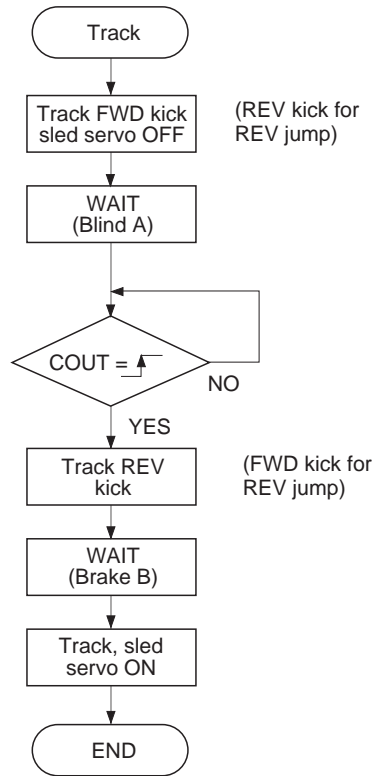 Track
Track FWD kick
sled servo OFF
(REV kick for
REV jump)
WAIT
(Blind A)
COUT =
NO
YES
Track REV
kick
(FWD kick for
REV jump)
WAIT
(Brake B)
Track, sled
servo ON
END